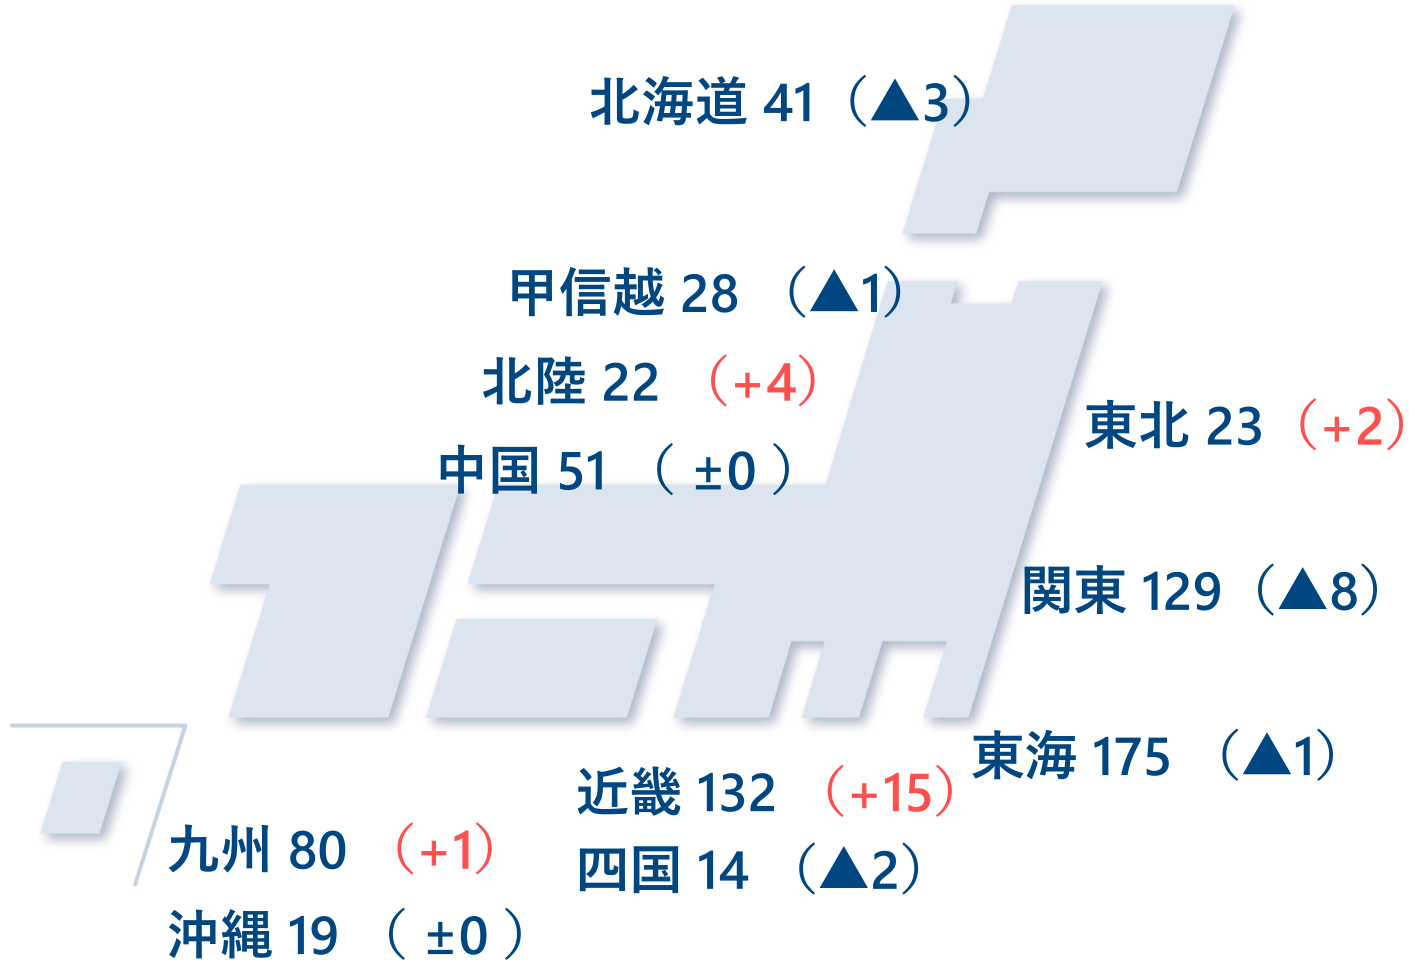 北海道 41（▲3）
甲信越 28 （▲1）
北陸 22 （+4）
東北 23（+2）
中国 51 （ ±0 ）
関東 129（▲8）
東海 175 （▲1）
近畿 132 （+15）
九州 80 （+1）
四国 14 （▲2）
沖縄 19 （ ±0 ）